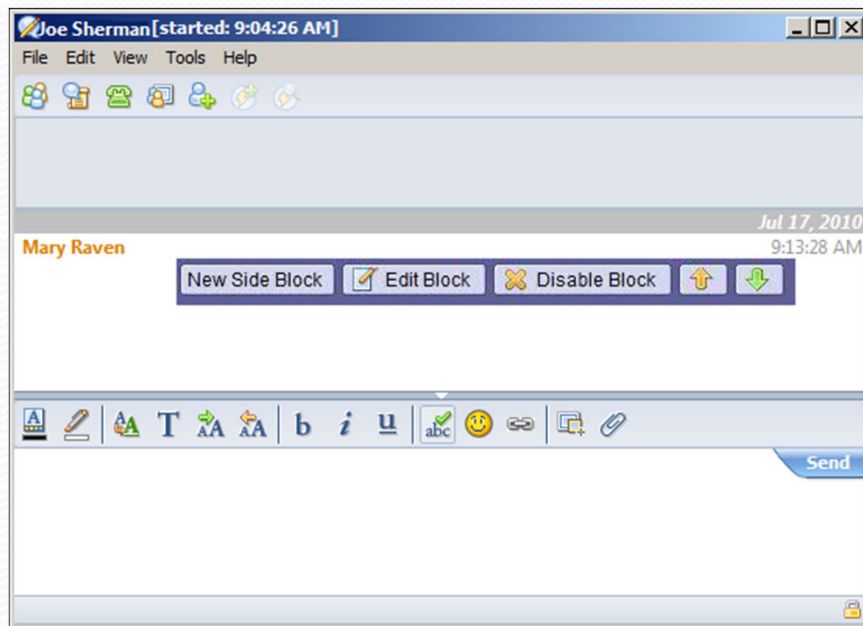 Joe Sherman [started: 9:04:26 AM]
File Edit View Tools Help
Jul 17, 2010
Mary Raven 9:13:28 AM
New Side Block Edit Block Disable Block
A A A T A A A A b i u abc
Send